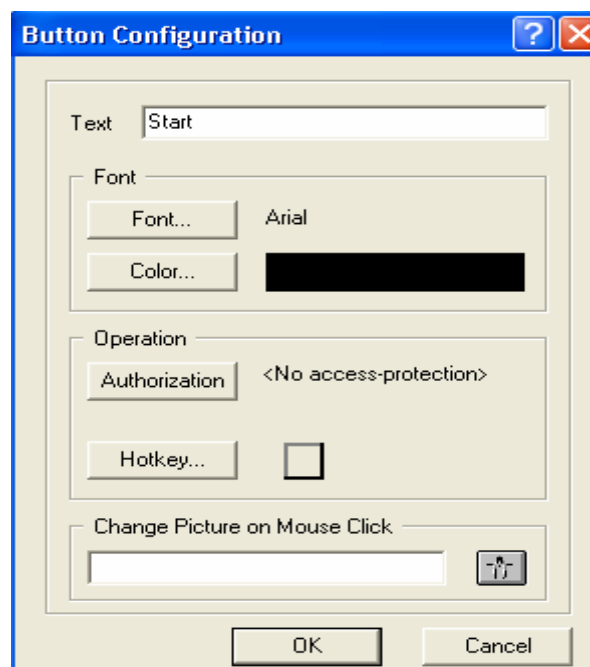 Button Configuration
Text Start
Font
Font... Arial
Color...
Operation
Authorization <No access-protection>
Hotkey...
Change Picture on Mouse Click
OK Cancel